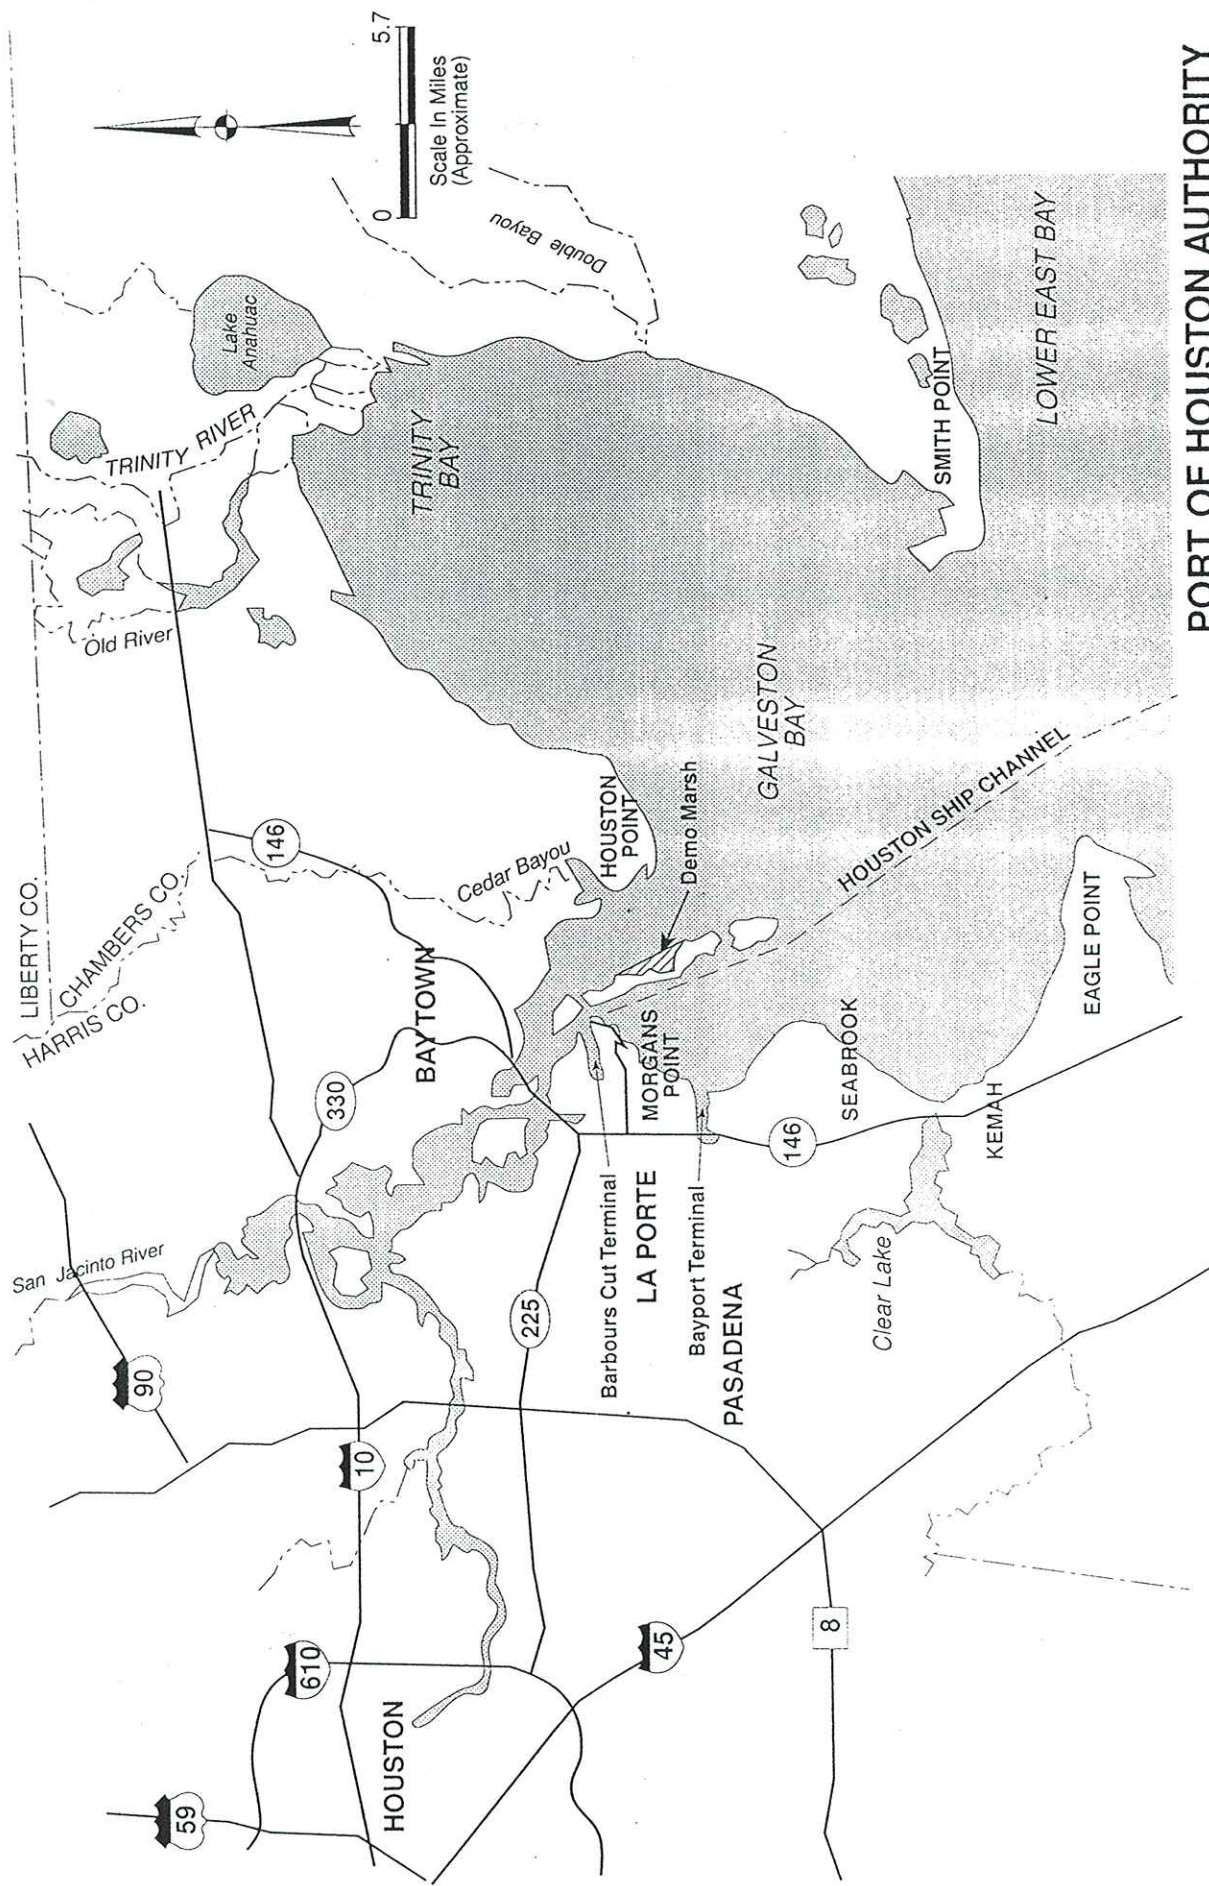 LIBERTY CO.
CHAMBERS CO.
HARRIS CO.
59
90
San Jacinto River
Old River
TRINITY RIVER
Lake
Anahuac
0
5.7
Scale In Miles
(Approximate)
610
10
330
146
HOUSTON
BAYTOWN
Cedar Bayou
TRINITY
BAY
Double Bayou
225
Barbours Cut Terminal
LA PORTE
MORGANS
POINT
HOUSTON
POINT
Demo Marsh
45
PASADENA
Bayport Terminal
GALVESTON
BAY
146
SEABROOK
HOUSTON SHIP CHANNEL
8
Clear Lake
KEMAH
EAGLE POINT
SMITH POINT
LOWER EAST BAY
PORT OF HOUSTON AUTHORITY